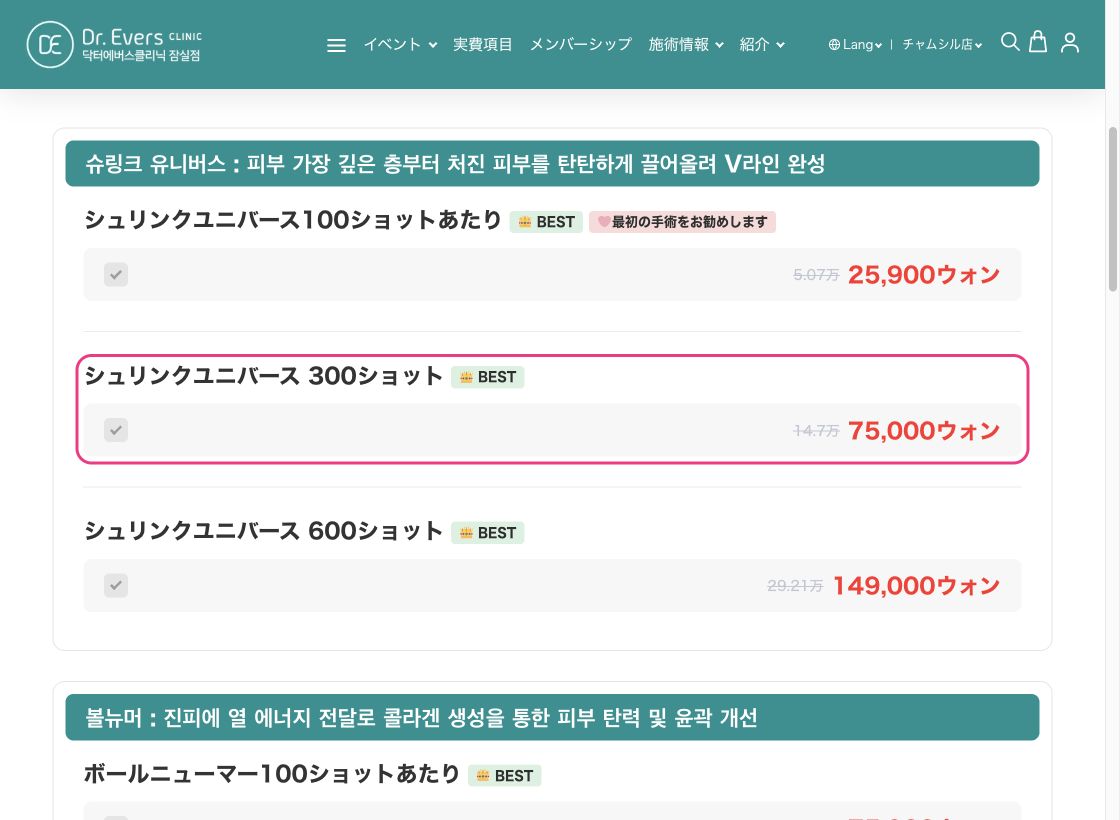 DE Dr. Evers CLINIC
닥터에버스클리닉 잠실점
イベント 実費項目 メンバーシップ 施術情報 紹介 Lang | チャムシル店
슈링크 유니버스 : 피부 가장 깊은 층부터 처진 피부를 탄탄하게 끌어올려 V라인 완성
シュリンクユニバース100ショットあたり BEST 最初の手術をお勧めします
5.07万 25,900ウォン
シュリンクユニバース 300ショット BEST
14.7万 75,000ウォン
シュリンクユニバース 600ショット BEST
29.21万 149,000ウォン
볼뉴머 : 진피에 열 에너지 전달로 콜라겐 생성을 통한 피부 탄력 및 윤곽 개선
ボールニューマー100ショットあたり BEST